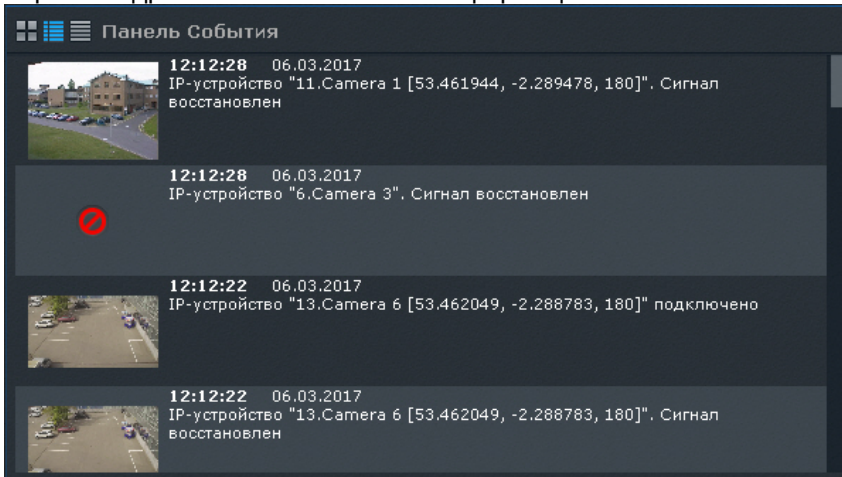 Панель События
12:12:28 06.03.2017
IP-устройство "11.Camera 1 [53.461944, -2.289478, 180]". Сигнал
восстановлен
12:12:28 06.03.2017
IP-устройство "6.Camera 3". Сигнал восстановлен
12:12:22 06.03.2017
IP-устройство "13.Camera 6 [53.462049, -2.288783, 180]" подключено
12:12:22 06.03.2017
IP-устройство "13.Camera 6 [53.462049, -2.288783, 180]". Сигнал
восстановлен